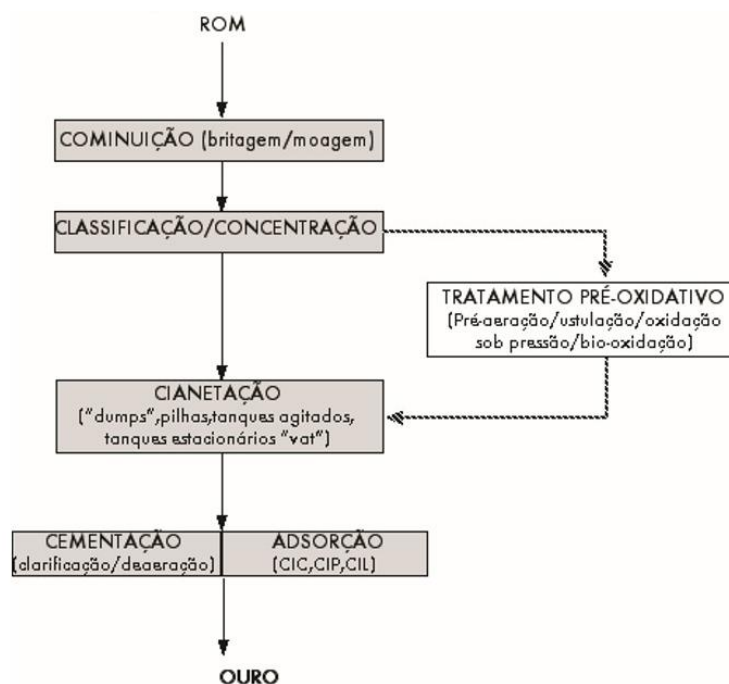 ROM
COMINUIÇÃO (britagem/moagem)
CLASSIFICAÇÃO/CONCENTRAÇÃO
TRATAMENTO PRÉ-OXIDATIVO
(Pré-aeração/ustulação/oxidação
sob pressão/bio-oxidação)
CIANETAÇÃO
("dumps",pilhas,tanques agitados,
tanques estacionários "vat")
CEMENTAÇÃO
(clarificação/deaeração)
ADSORÇÃO
(CIC,CIP,CIL)
OURO